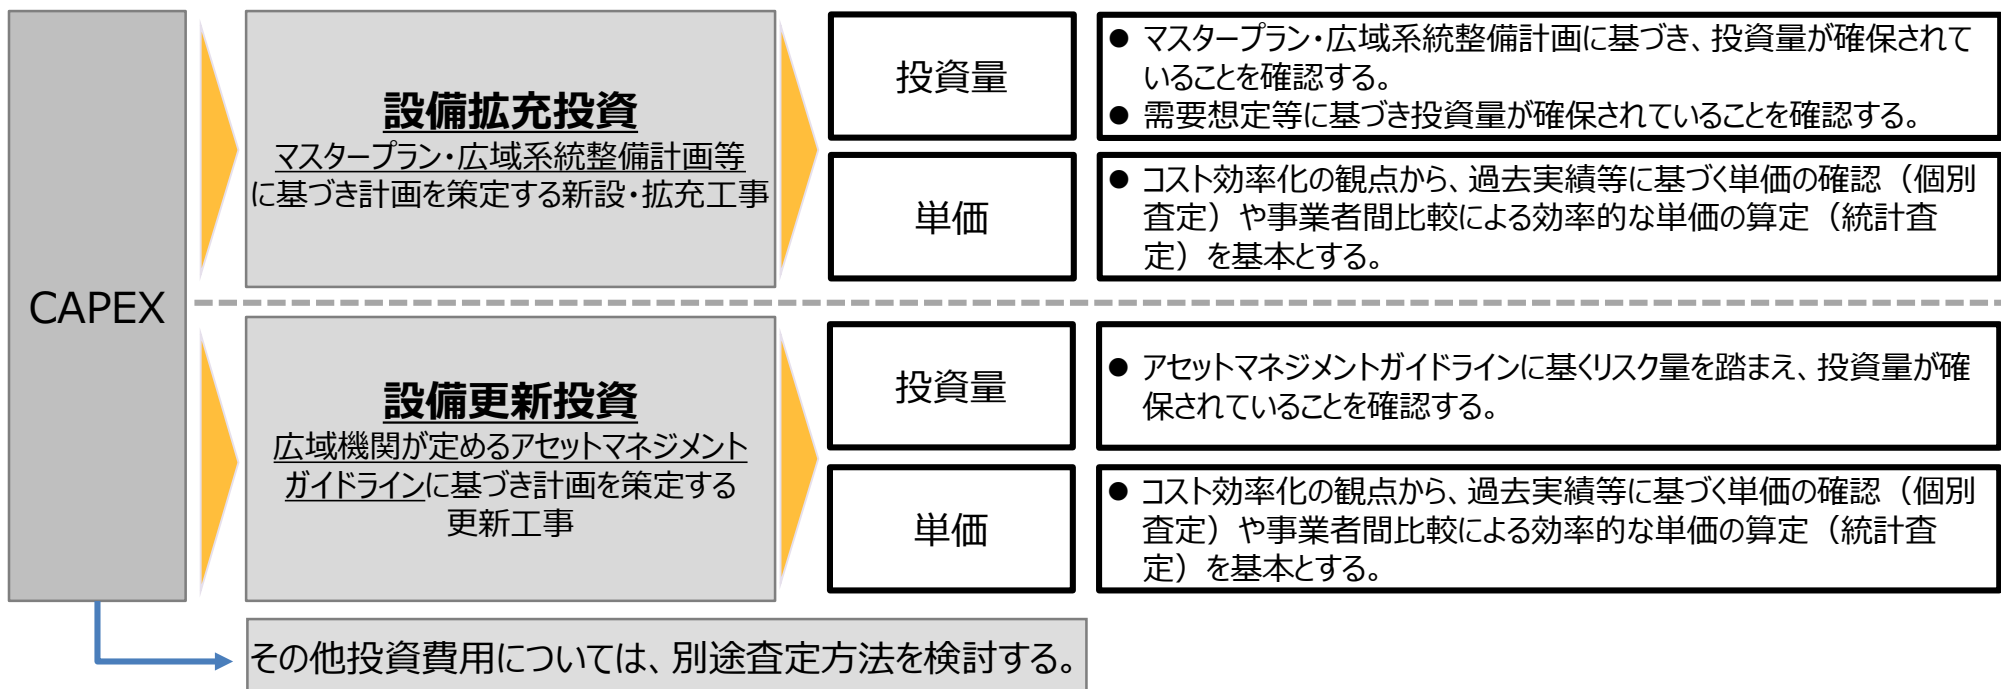 CAPEX
設備拡充投資
マスタープラン・広域系統整備計画等
に基づき計画を策定する新設・拡充工事
投資量
● マスタープラン・広域系統整備計画に基づき、投資量が確保されて
いることを確認する。
● 需要想定等に基づき投資量が確保されていることを確認する。
単価
● コスト効率化の観点から、過去実績等に基づく単価の確認（個別
査定）や事業者間比較による効率的な単価の算定（統計査
定）を基本とする。
設備更新投資
広域機関が定めるアセットマネジメント
ガイドラインに基づき計画を策定する
更新工事
投資量
● アセットマネジメントガイドラインに基くリスク量を踏まえ、投資量が確
保されていることを確認する。
単価
● コスト効率化の観点から、過去実績等に基づく単価の確認（個別
査定）や事業者間比較による効率的な単価の算定（統計査
定）を基本とする。
その他投資費用については、別途査定方法を検討する。